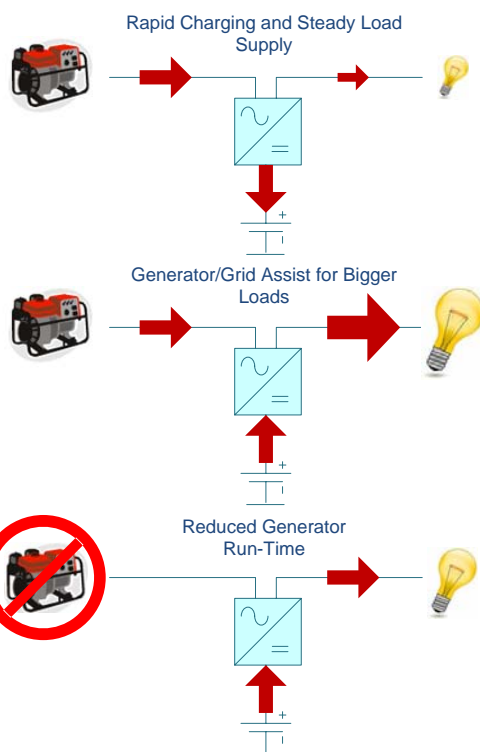 Rapid Charging and Steady Load
Supply
+
–
Generator/Grid Assist for Bigger
Loads
+
–
Reduced Generator
Run-Time
+
–